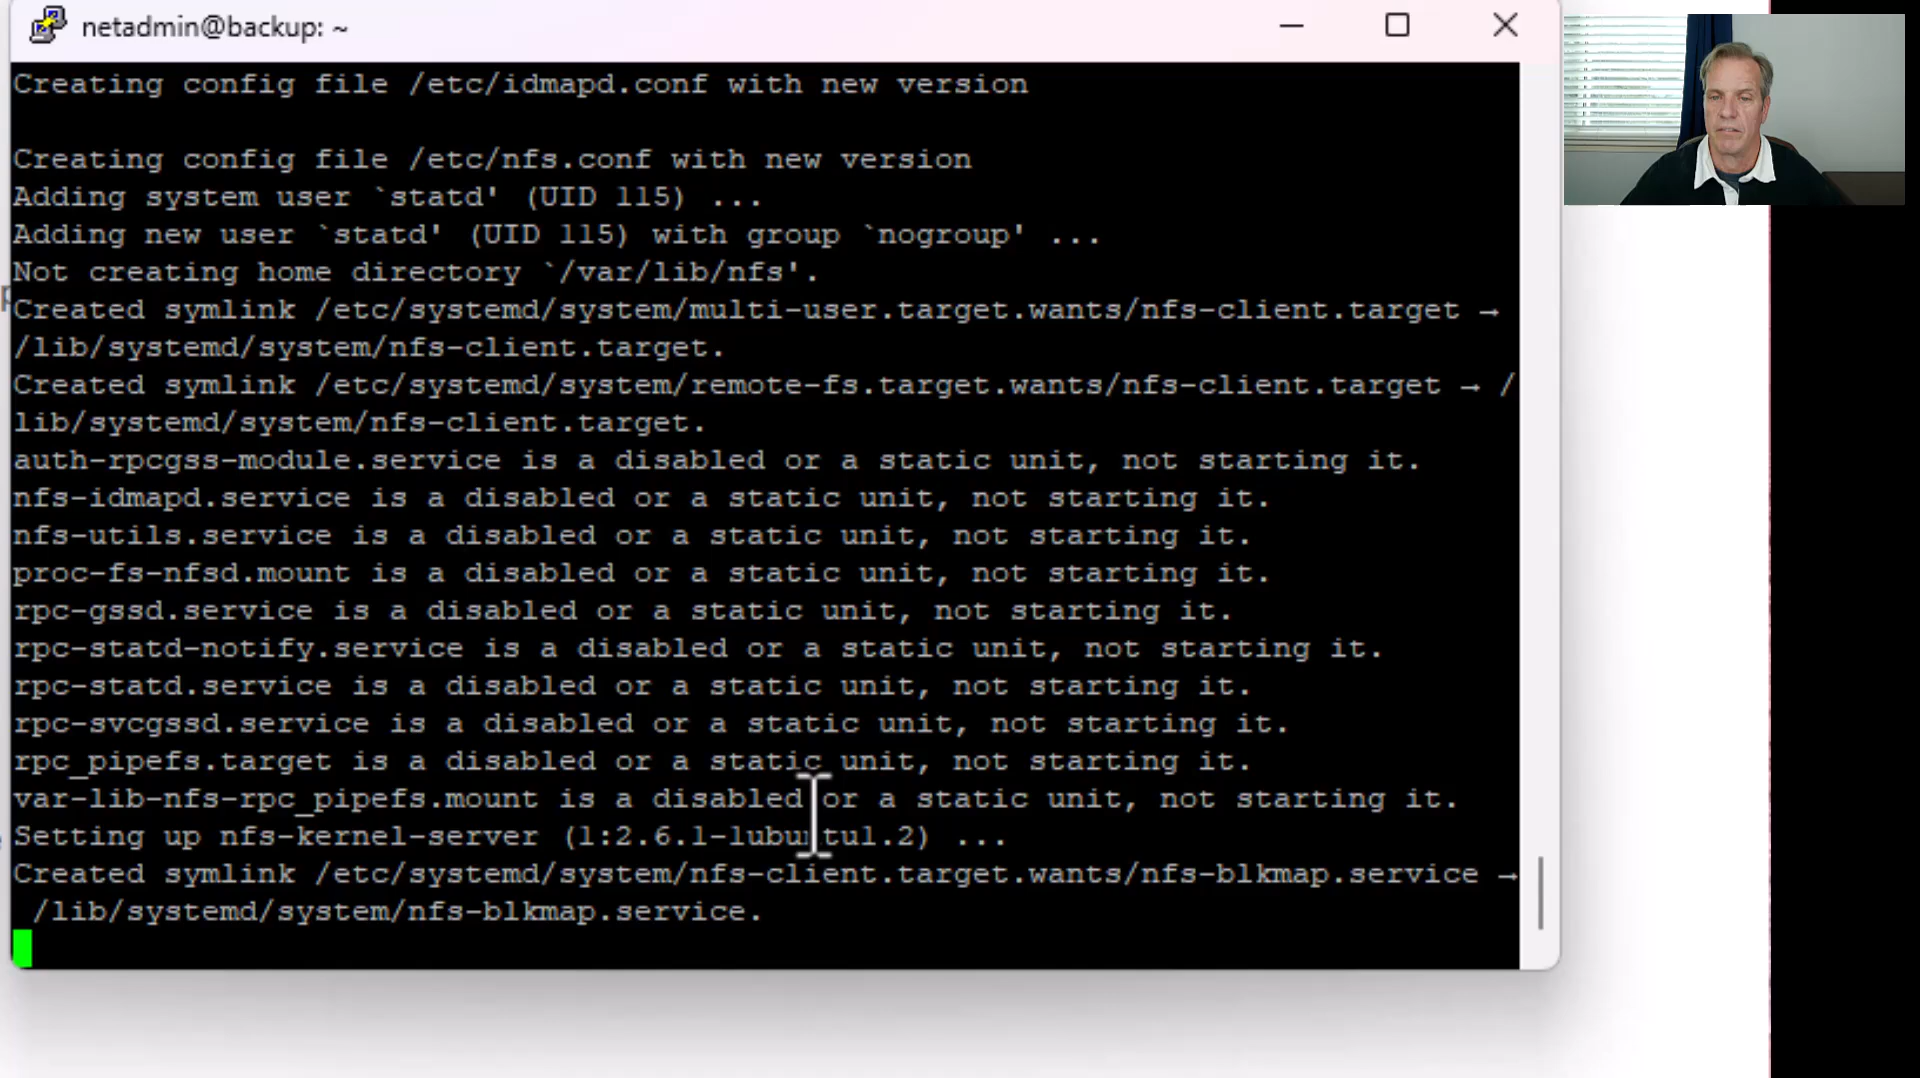 netadmin@backup: ~
Creating config file /etc/idmapd.conf with new version
Creating config file /etc/nfs.conf with new version
Adding system user `statd' (UID 115) ...
Adding new user `statd' (UID 115) with group `nogroup' ...
Not creating home directory `/var/lib/nfs'.
Created symlink /etc/systemd/system/multi-user.target.wants/nfs-client.target →
/lib/systemd/system/nfs-client.target.
Created symlink /etc/systemd/system/remote-fs.target.wants/nfs-client.target → /
lib/systemd/system/nfs-client.target.
auth-rpcgss-module.service is a disabled or a static unit, not starting it.
nfs-idmapd.service is a disabled or a static unit, not starting it.
nfs-utils.service is a disabled or a static unit, not starting it.
proc-fs-nfsd.mount is a disabled or a static unit, not starting it.
rpc-gssd.service is a disabled or a static unit, not starting it.
rpc-statd-notify.service is a disabled or a static unit, not starting it.
rpc-statd.service is a disabled or a static unit, not starting it.
rpc-svcgssd.service is a disabled or a static unit, not starting it.
rpc_pipefs.target is a disabled or a static unit, not starting it.
var-lib-nfs-rpc_pipefs.mount is a disabled or a static unit, not starting it.
Setting up nfs-kernel-server (1:2.6.1-1ubuntu1.2) ...
Created symlink /etc/systemd/system/nfs-client.target.wants/nfs-blkmap.service →
/lib/systemd/system/nfs-blkmap.service.